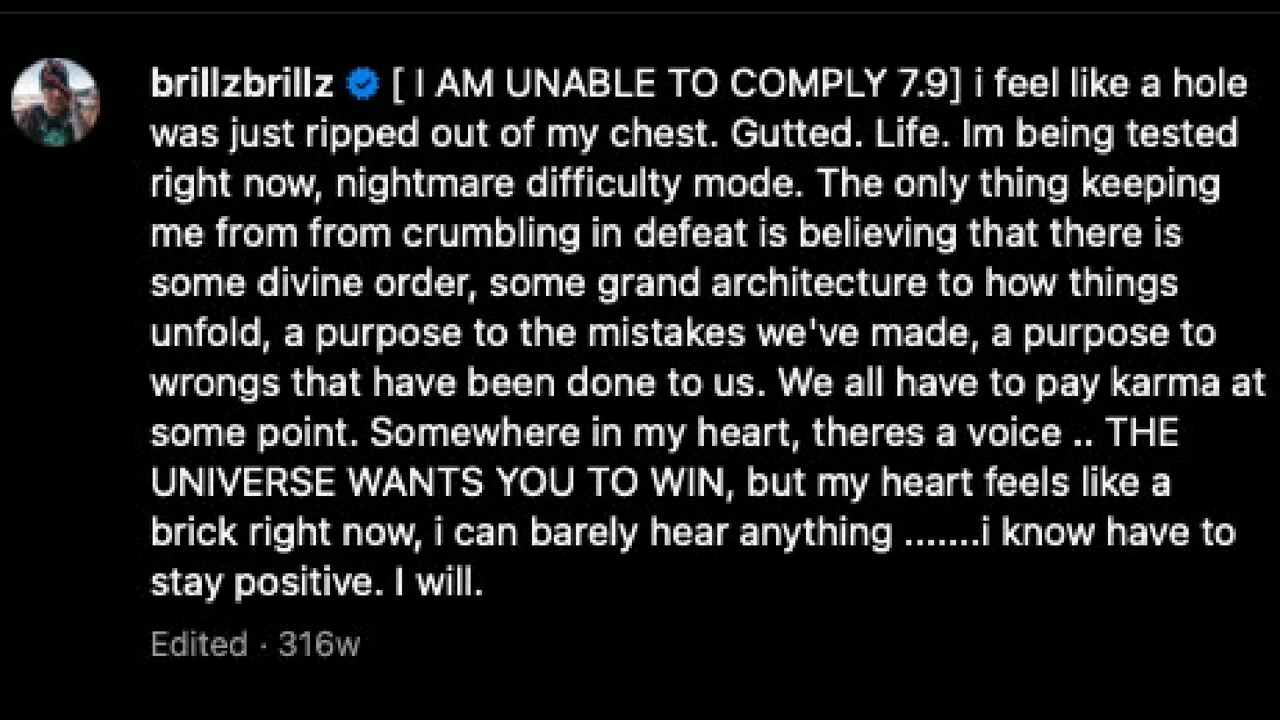 brillzbrillz [ I AM UNABLE TO COMPLY 7.9] i feel like a hole
was just ripped out of my chest. Gutted. Life. Im being tested
right now, nightmare difficulty mode. The only thing keeping
me from from crumbling in defeat is believing that there is
some divine order, some grand architecture to how things
unfold, a purpose to the mistakes we've made, a purpose to
wrongs that have been done to us. We all have to pay karma at
some point. Somewhere in my heart, theres a voice .. THE
UNIVERSE WANTS YOU TO WIN, but my heart feels like a
brick right now, i can barely hear anything .......i know have to
stay positive. I will.
Edited · 316w